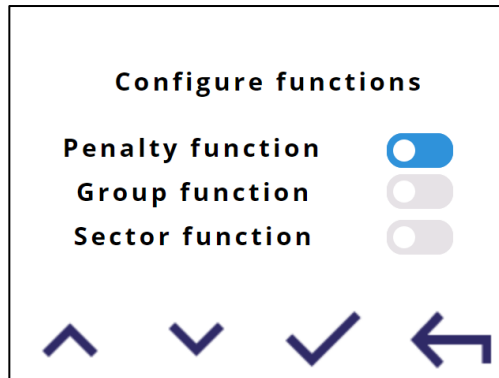 Configure functions
Penalty function
Group function
Sector function